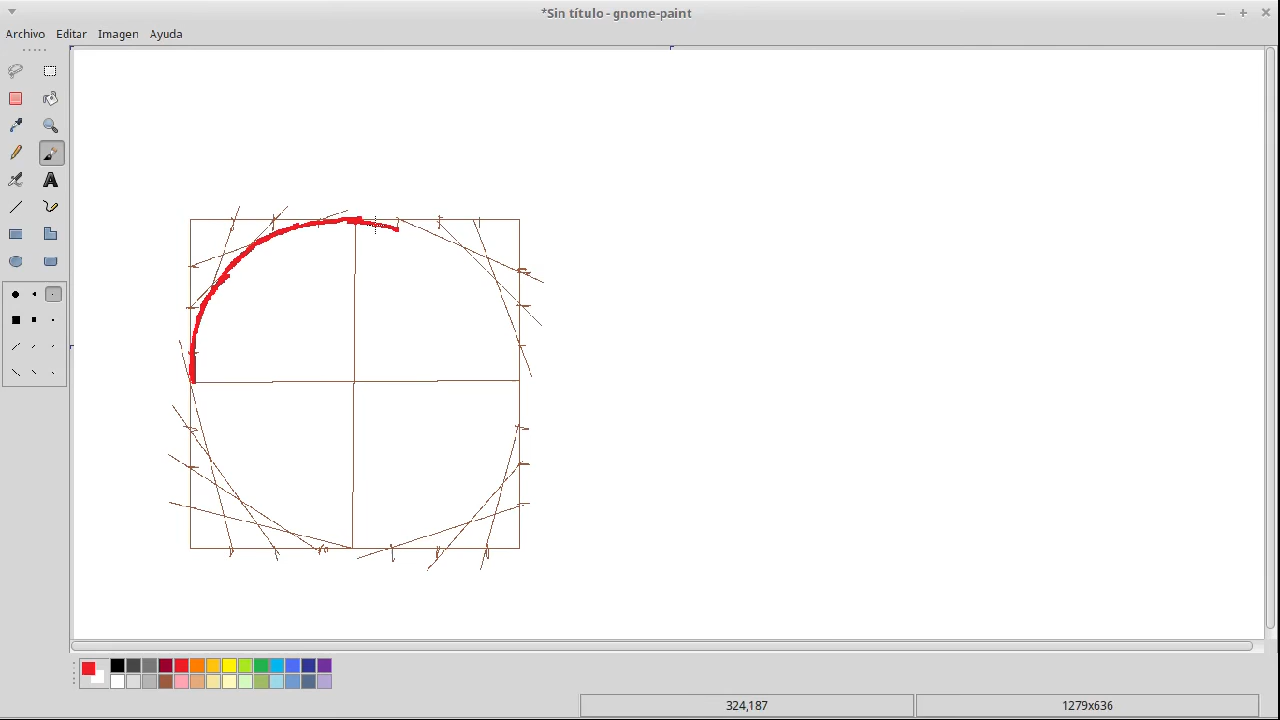 *Sin título - gnome-paint
Archivo Editar Imagen Ayuda
A
324,187 1279x636